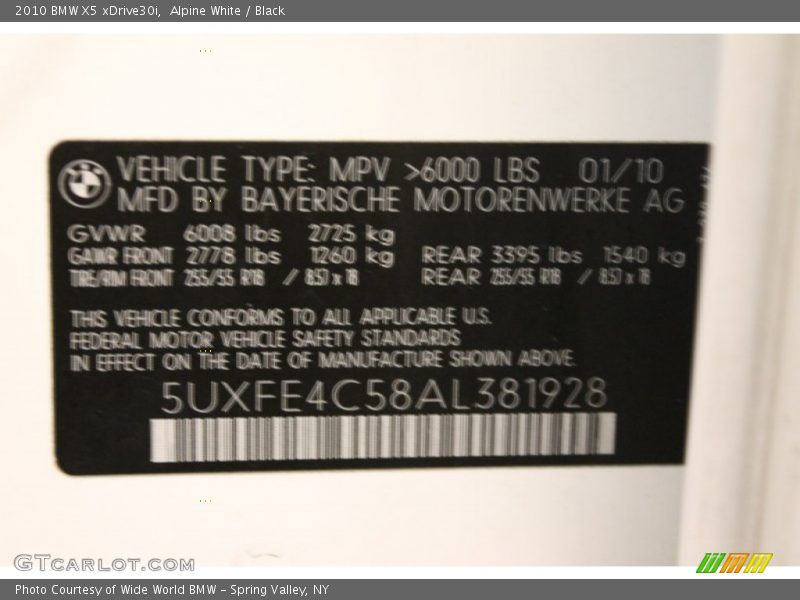 2010 BMW X5 xDrive30i, Alpine White / Black
VEHICLE TYPE: MPV >6000 LBS 01/10
MFD BY BAYERISCHE MOTORENWERKE AG
GVWR 6008 lbs 2725 kg
GAWR FRONT 2778 lbs 1260 kg REAR 3395 lbs 1540 kg
TIRE/RIM FRONT 255/55 R18 / 8.5J x 18 REAR 255/55 R18 / 8.5J x 18
THIS VEHICLE CONFORMS TO ALL APPLICABLE U.S.
FEDERAL MOTOR VEHICLE SAFETY STANDARDS
IN EFFECT ON THE DATE OF MANUFACTURE SHOWN ABOVE.
5UXFE4C58AL381928
GTCARLOT.COM
Photo Courtesy of Wide World BMW - Spring Valley, NY